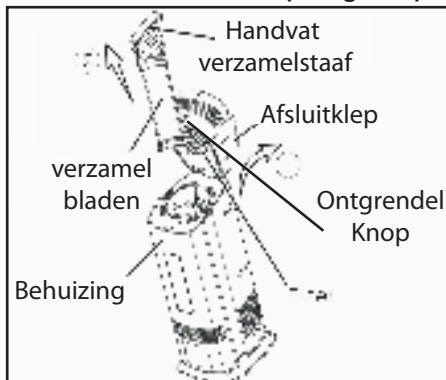 Handvat
verzamelstaaf
Afsluitklep
verzamel
bladen
Ontgrendel
Knop
Behuizing